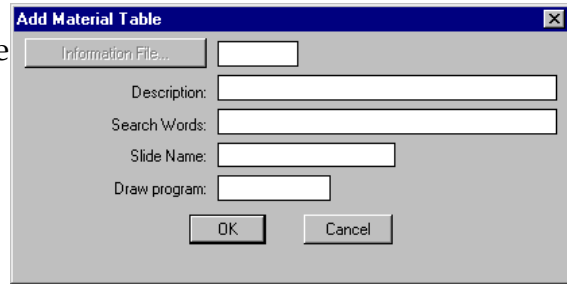 Add Material Table
e
Information File...
Description:
Search Words:
Slide Name:
Draw program:
OK Cancel